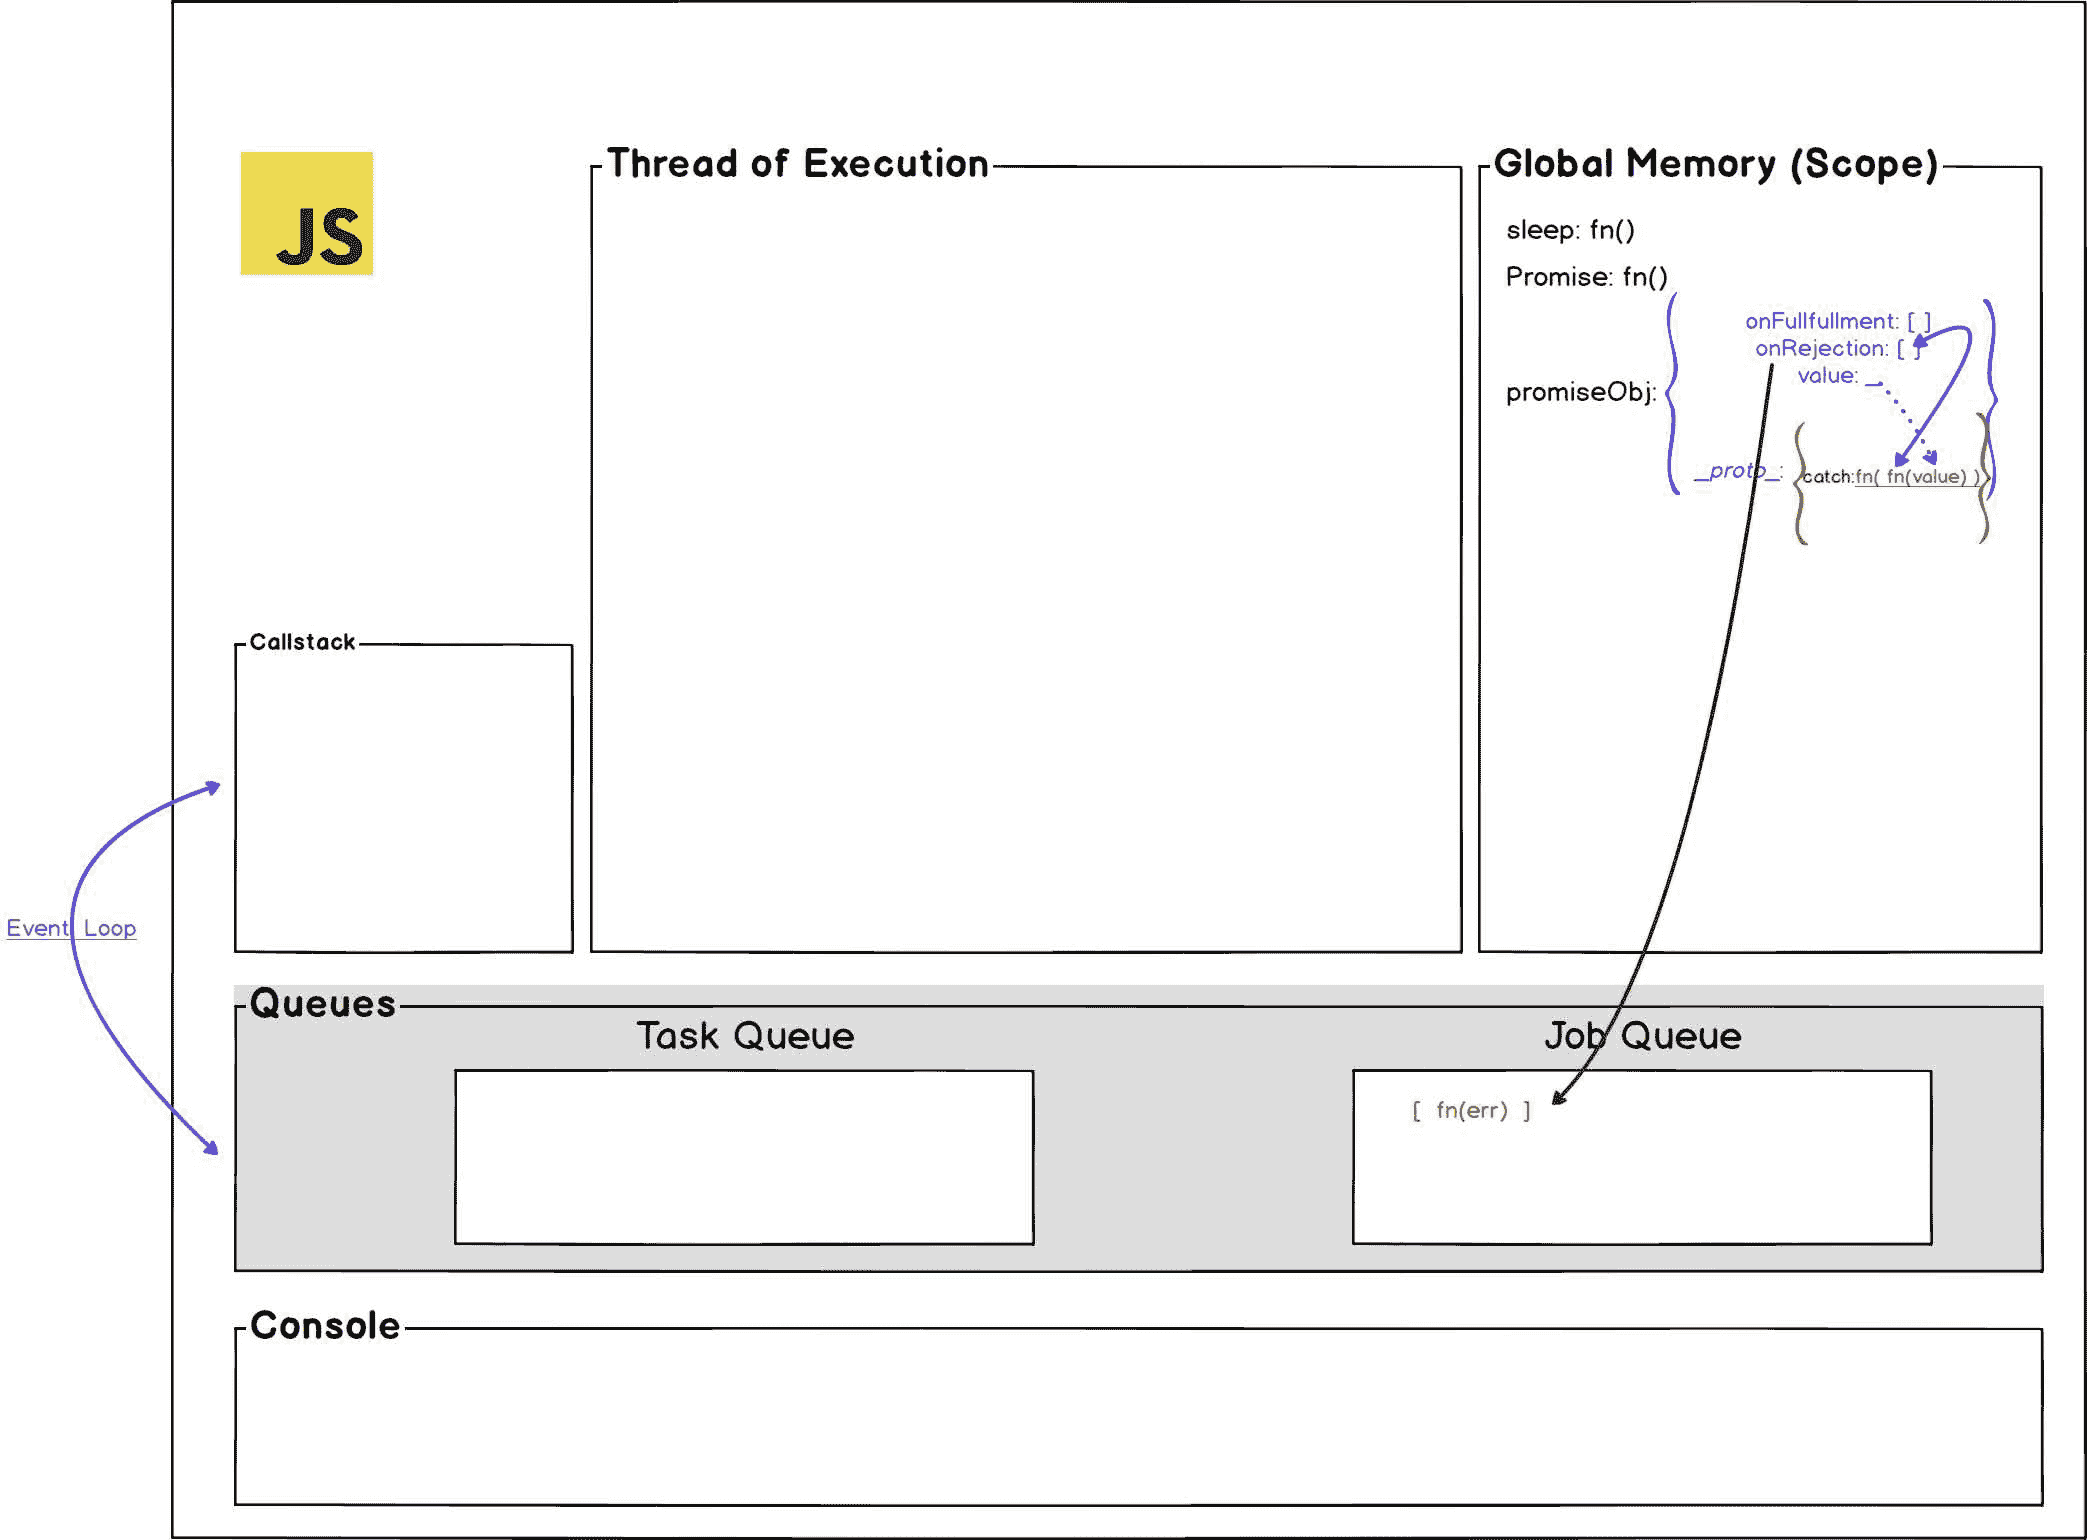 JS
Thread of Execution
Global Memory (Scope)
sleep: fn()
Promise: fn()
onFullfullment: [ ]
onRejection: [ ]
value: _
promiseObj:
_proto_:
catch:fn( fn(value) )
Callstack
Event Loop
Queues
Task Queue
Job Queue
[ fn(err) ]
Console